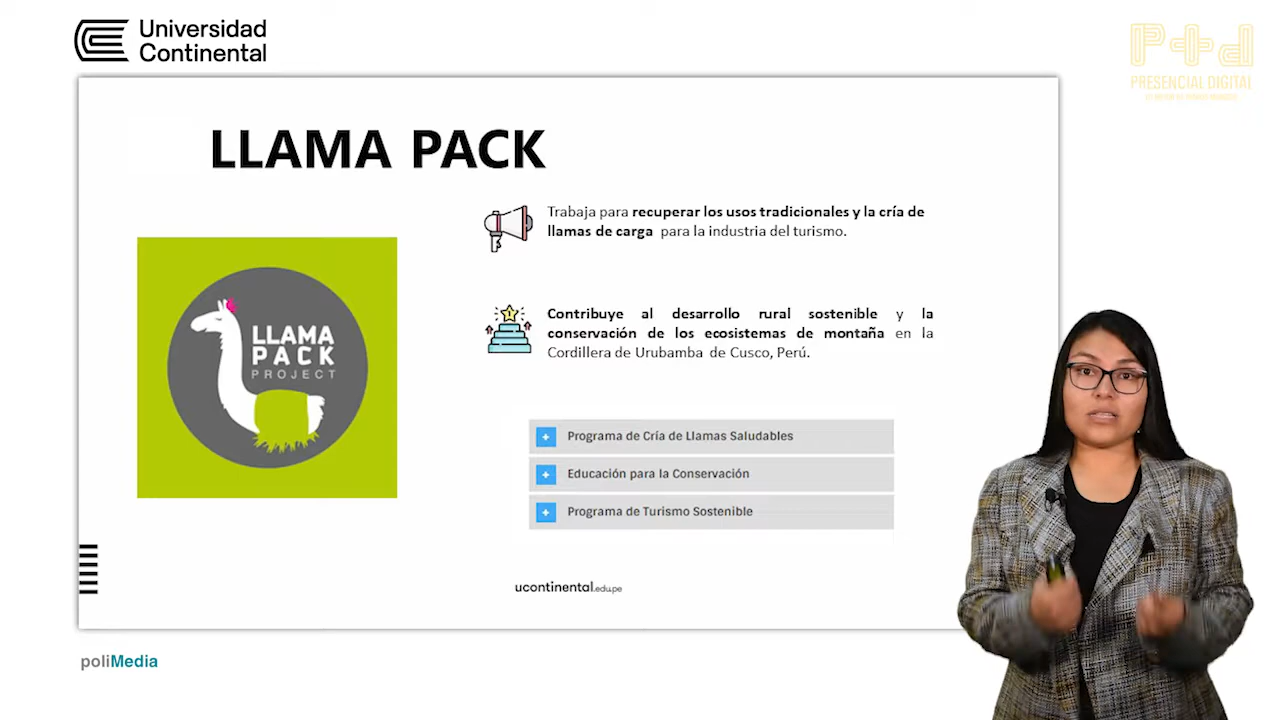 Universidad
Continental
P+d
PRESENCIAL DIGITAL
LLAMA PACK
Trabaja para recuperar los usos tradicionales y la cría de
llamas de carga para la industria del turismo.
LLAMA
PACK
PROJECT
Contribuye al desarrollo rural sostenible y la
conservación de los ecosistemas de montaña en la
Cordillera de Urubamba de Cusco, Perú.
+ Programa de Cría de Llamas Saludables
+ Educación para la Conservación
+ Programa de Turismo Sostenible
ucontinental.edu.pe
poliMedia